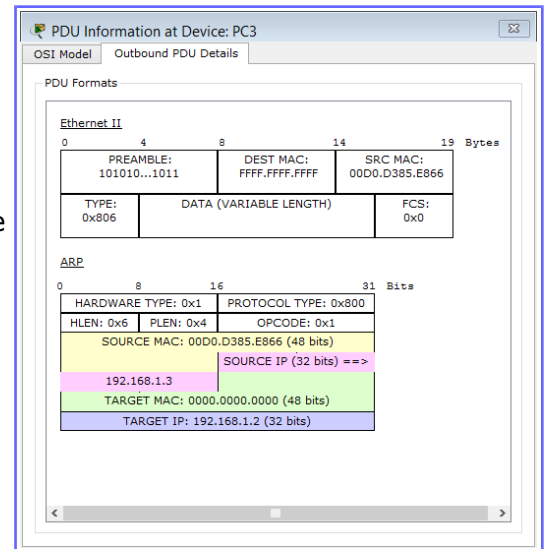 PDU Information at Device: PC3
OSI Model Outbound PDU Details
PDU Formats
Ethernet II
0 4 8 14 19 Bytes
PREAMBLE: DEST MAC: SRC MAC:
101010...1011 FFFF.FFFF.FFFF 00D0.D385.E866
TYPE: DATA (VARIABLE LENGTH) FCS:
0x806 0x0
e
ARP
0 8 16 31 Bits
HARDWARE TYPE: 0x1 PROTOCOL TYPE: 0x800
HLEN: 0x6 PLEN: 0x4 OPCODE: 0x1
SOURCE MAC: 00D0.D385.E866 (48 bits)
SOURCE IP (32 bits) ==>
192.168.1.3
TARGET MAC: 0000.0000.0000 (48 bits)
TARGET IP: 192.168.1.2 (32 bits)